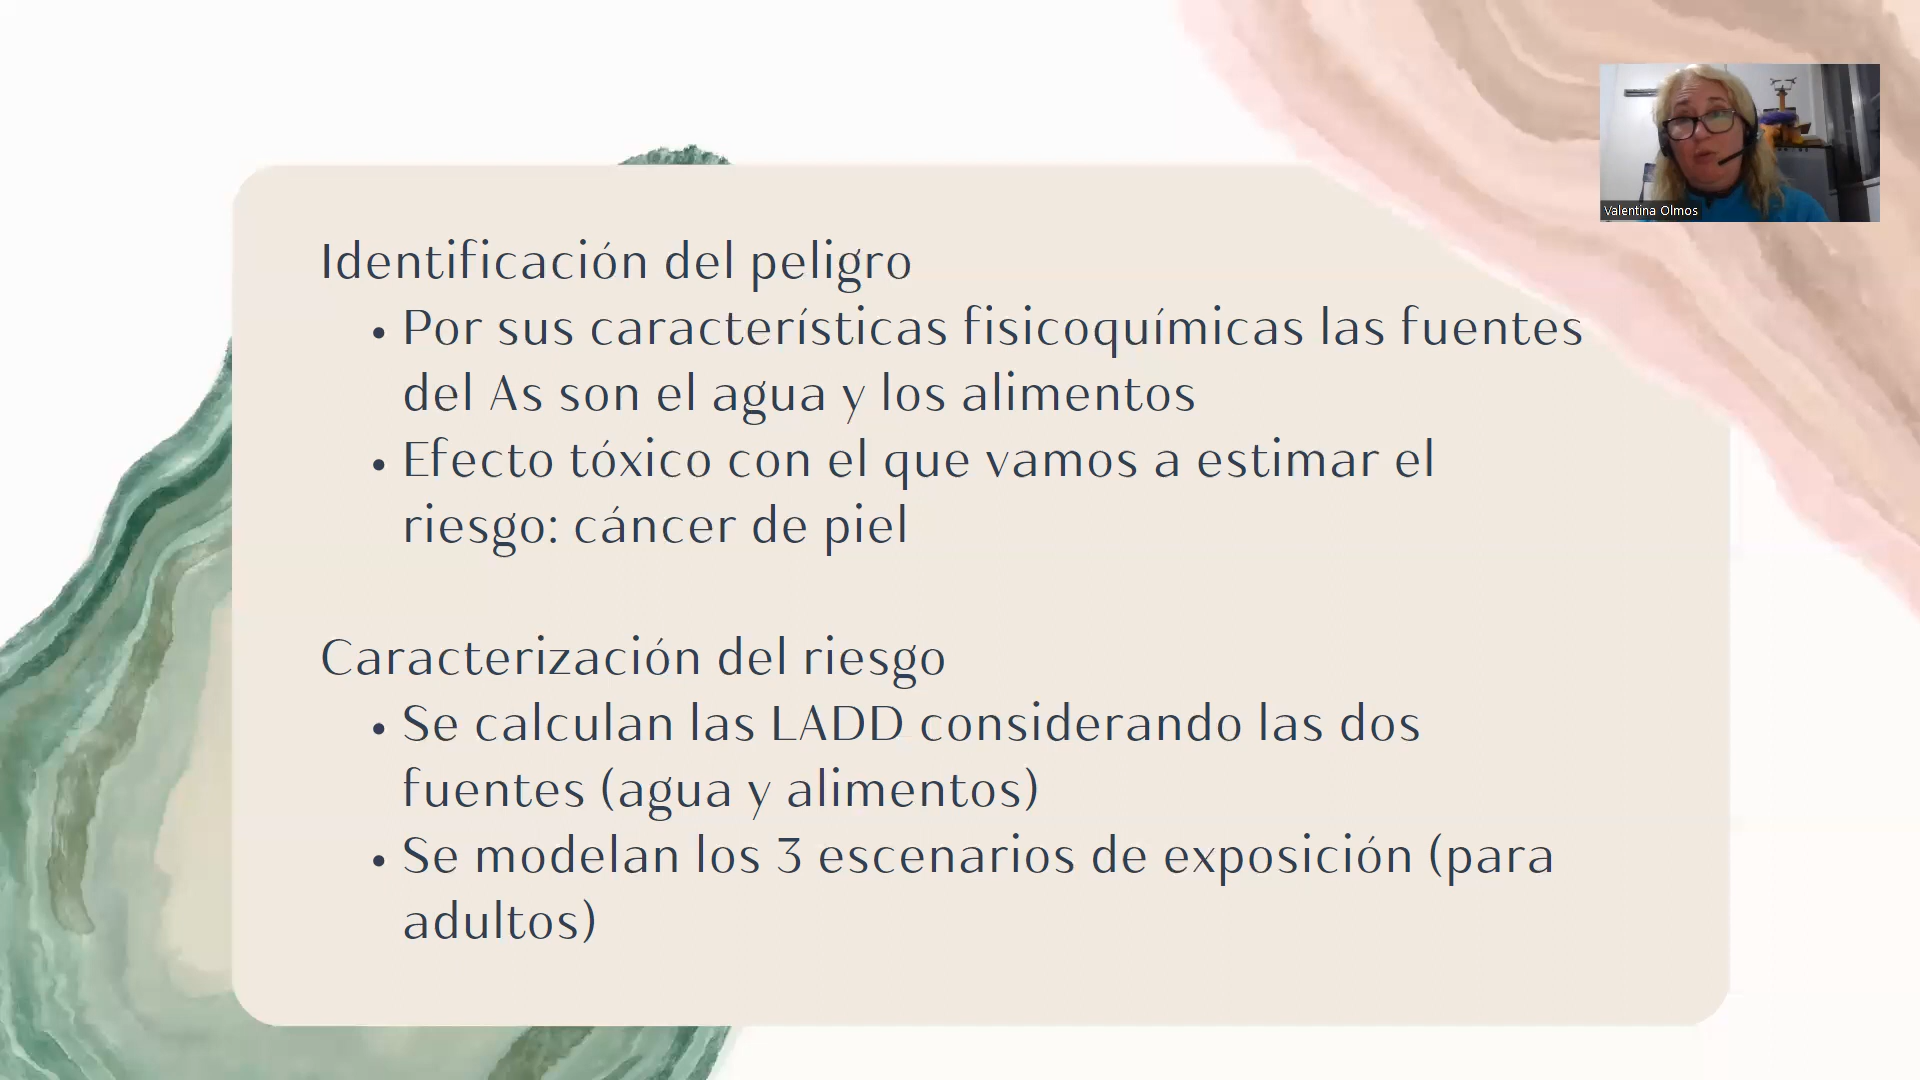 Valentina Olmos
Identificación del peligro
• Por sus características fisicoquímicas las fuentes
del As son el agua y los alimentos
• Efecto tóxico con el que vamos a estimar el
riesgo: cáncer de piel
Caracterización del riesgo
• Se calculan las LADD considerando las dos
fuentes (agua y alimentos)
• Se modelan los 3 escenarios de exposición (para
adultos)